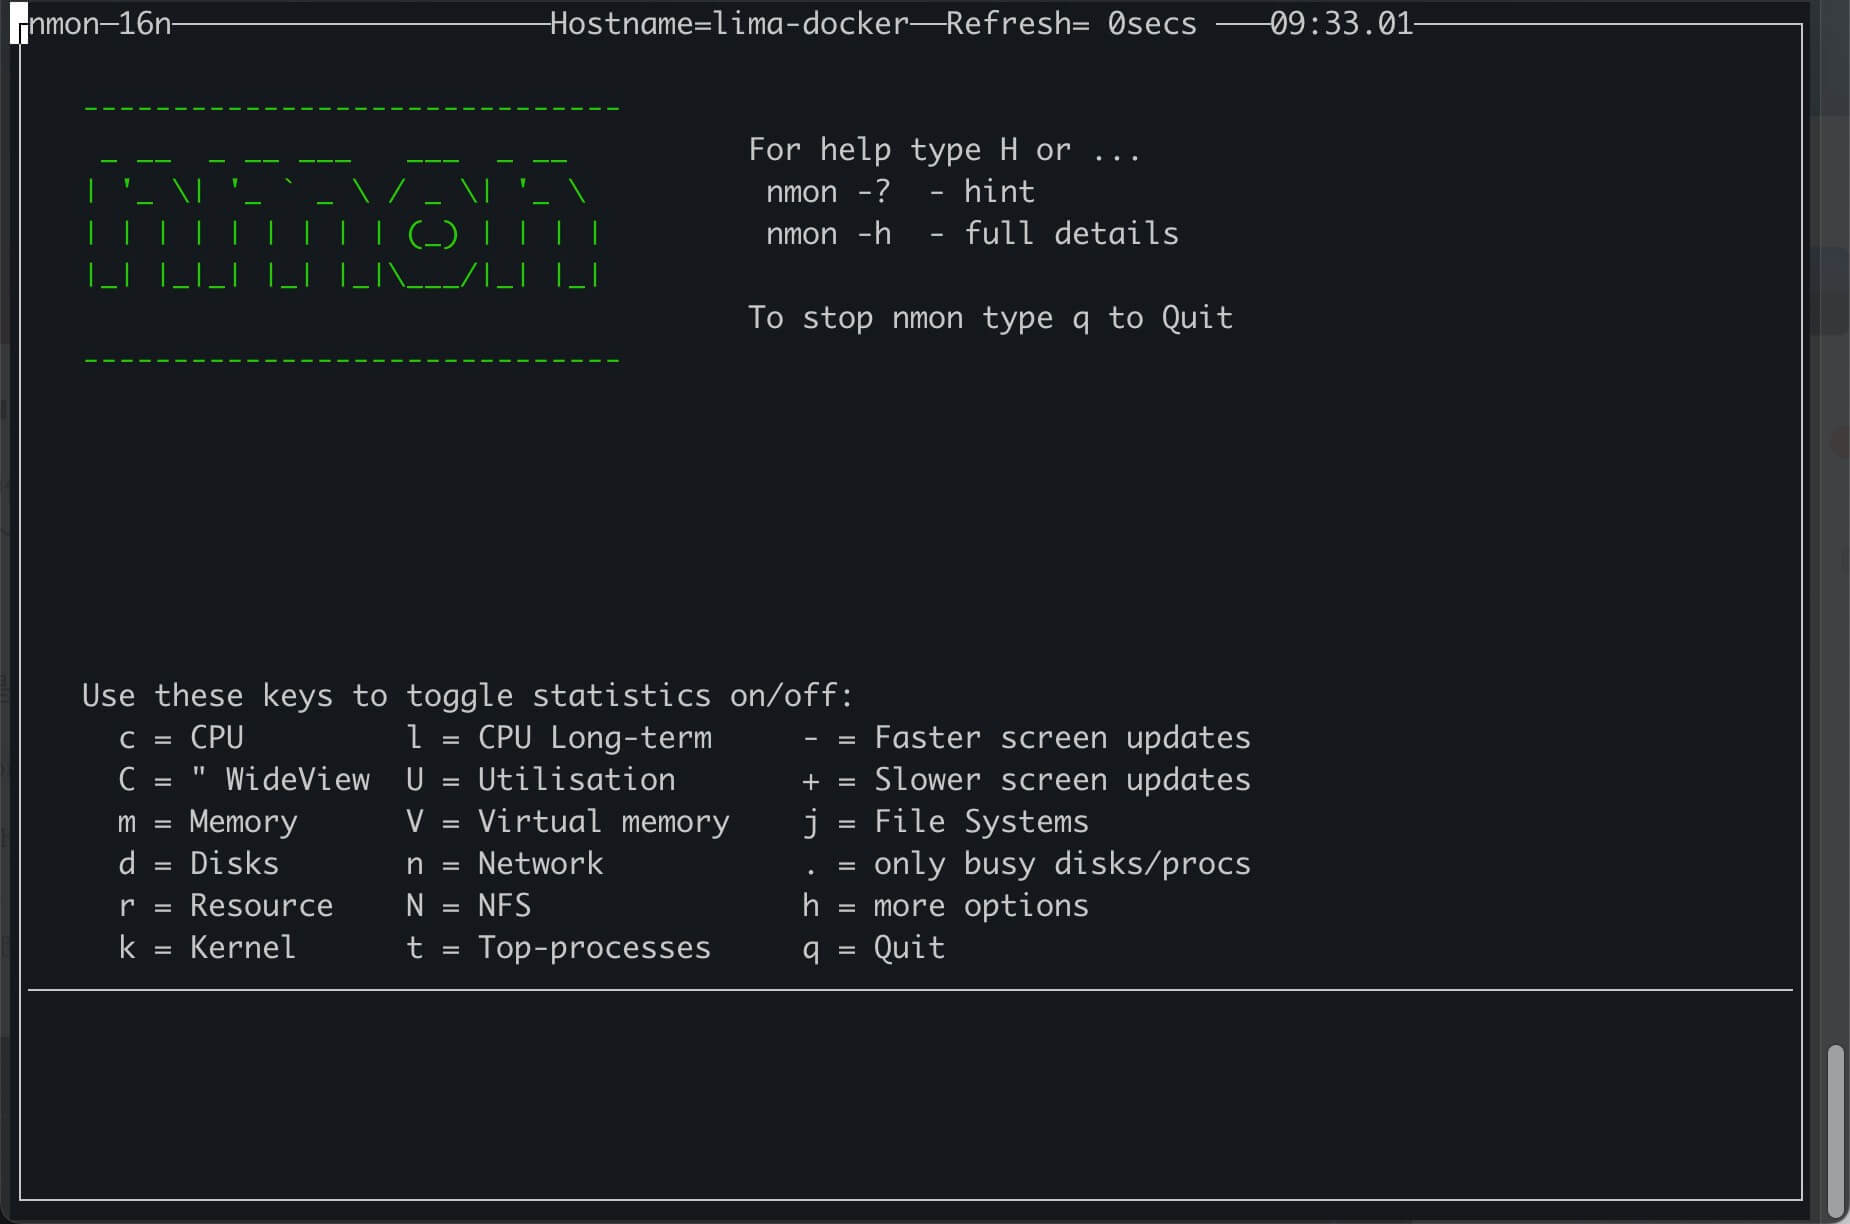 nmon─16n─────────────────────Hostname=lima-docker──Refresh= 0secs ───09:33.01─────────────────────
------------------------------
 _ __  _ __ ___   ___  _ __        For help type H or ...
| '_ \| '_ ` _ \ / _ \| '_ \        nmon -?  - hint
| | | | | | | | | (_) | | | |       nmon -h  - full details
|_| |_|_| |_| |_|\___/|_| |_|
                                   To stop nmon type q to Quit
------------------------------
Use these keys to toggle statistics on/off:
  c = CPU         l = CPU Long-term     - = Faster screen updates
  C = " WideView  U = Utilisation       + = Slower screen updates
  m = Memory      V = Virtual memory    j = File Systems
  d = Disks       n = Network           . = only busy disks/procs
  r = Resource    N = NFS               h = more options
  k = Kernel      t = Top-processes     q = Quit